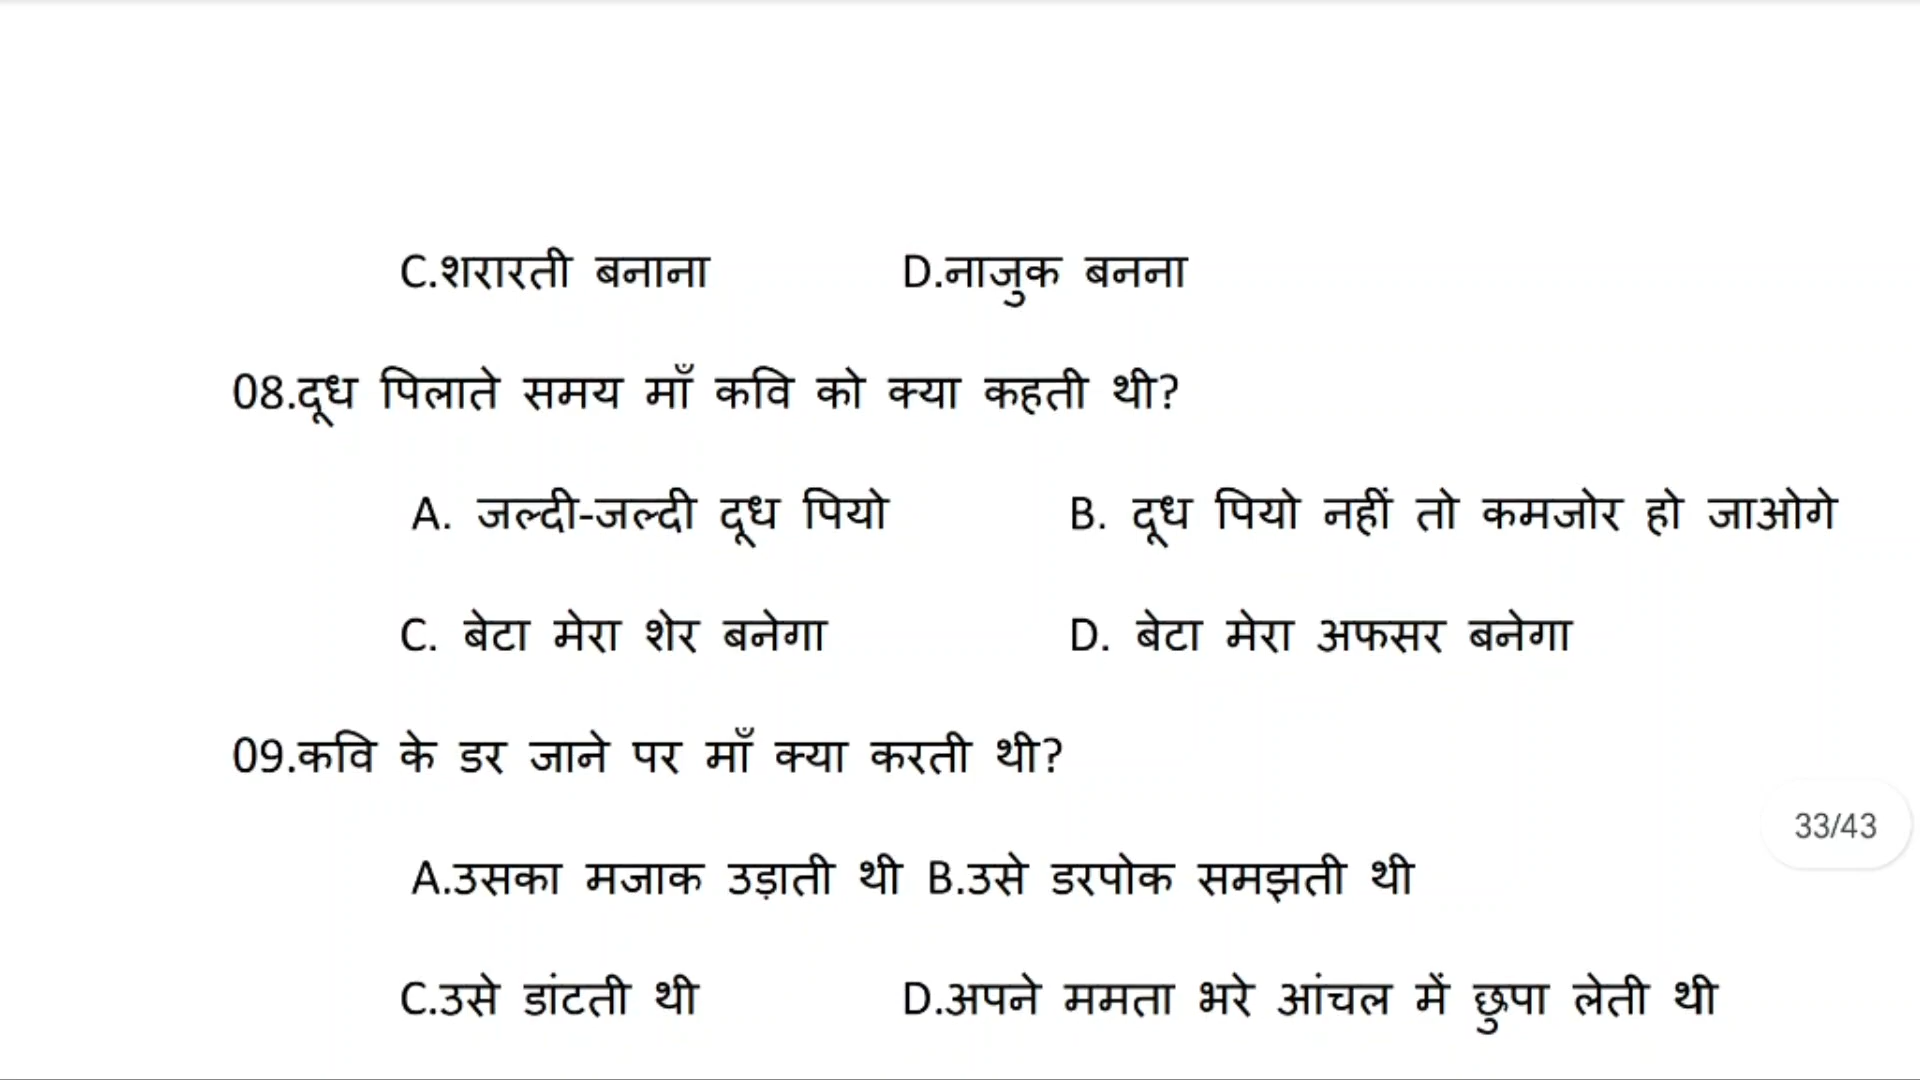 C.शरारती बनाना D.नाजुक बनना
08.दूध पिलाते समय माँ कवि को क्या कहती थी?
A. जल्दी-जल्दी दूध पियो B. दूध पियो नहीं तो कमजोर हो जाओगे
C. बेटा मेरा शेर बनेगा D. बेटा मेरा अफसर बनेगा
09.कवि के डर जाने पर माँ क्या करती थी?
33/43
A.उसका मजाक उड़ाती थी B.उसे डरपोक समझती थी
C.उसे डांटती थी D.अपने ममता भरे आंचल में छुपा लेती थी